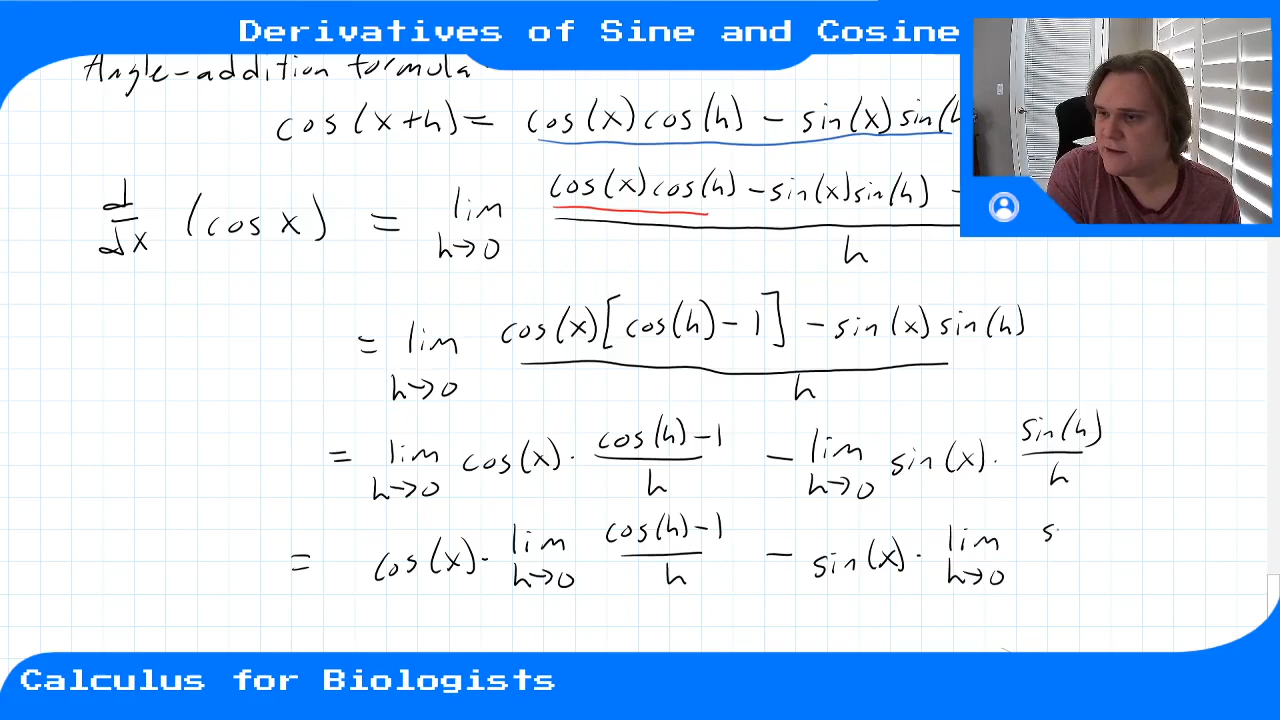 Derivatives of Sine and Cosine
Angle-addition formula
cos(x+h)= cos(x)cos(h) - sin(x)sin(h
d/dx (cos x) = lim h→0 cos(x)cos(h) - sin(x)sin(h) - / h
= lim h→0 cos(x)[cos(h)-1] - sin(x)sin(h) / h
= lim h→0 cos(x)· cos(h)-1 / h - lim h→0 sin(x)· sin(h) / h
= cos(x)· lim h→0 cos(h)-1 / h - sin(x)· lim h→0 s
Calculus for Biologists